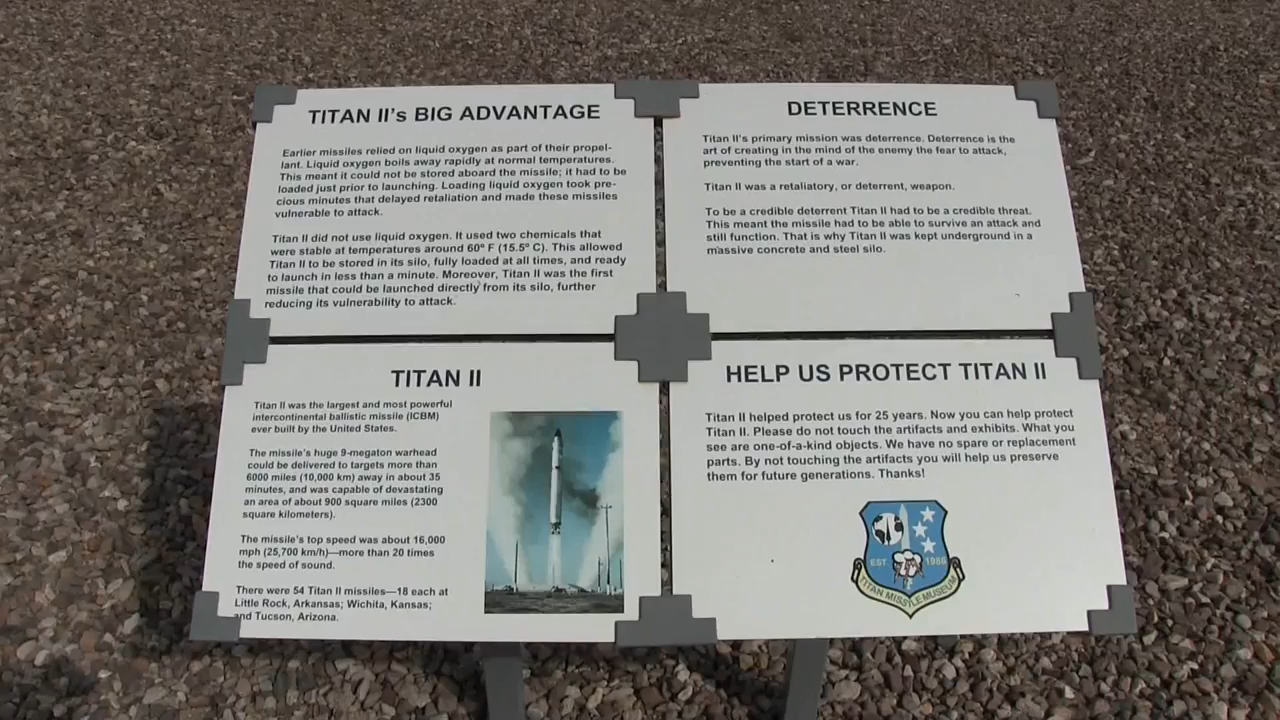 TITAN II's BIG ADVANTAGE
Earlier missiles relied on liquid oxygen as part of their propel-
lant. Liquid oxygen boils away rapidly at normal temperatures.
This meant it could not be stored aboard the missile; it had to be
loaded just prior to launching. Loading liquid oxygen took pre-
cious minutes that delayed retaliation and made these missiles
vulnerable to attack.
Titan II did not use liquid oxygen. It used two chemicals that
were stable at temperatures around 60º F (15.5º C). This allowed
Titan II to be stored in its silo, fully loaded at all times, and ready
to launch in less than a minute. Moreover, Titan II was the first
missile that could be launched directly from its silo, further
reducing its vulnerability to attack.
DETERRENCE
Titan II's primary mission was deterrence. Deterrence is the
art of creating in the mind of the enemy the fear to attack,
preventing the start of a war.
Titan II was a retaliatory, or deterrent, weapon.
To be a credible deterrent Titan II had to be a credible threat.
This meant the missile had to be able to survive an attack and
still function. That is why Titan II was kept underground in a
massive concrete and steel silo.
TITAN II
Titan II was the largest and most powerful
intercontinental ballistic missile (ICBM)
ever built by the United States.
The missile's huge 9-megaton warhead
could be delivered to targets more than
6000 miles (10,000 km) away in about 35
minutes, and was capable of devastating
an area of about 900 square miles (2300
square kilometers).
The missile's top speed was about 16,000
mph (25,700 km/h)—more than 20 times
the speed of sound.
There were 54 Titan II missiles—18 each at
Little Rock, Arkansas; Wichita, Kansas;
and Tucson, Arizona.
HELP US PROTECT TITAN II
Titan II helped protect us for 25 years. Now you can help protect
Titan II. Please do not touch the artifacts and exhibits. What you
see are one-of-a-kind objects. We have no spare or replacement
parts. By not touching the artifacts you will help us preserve
them for future generations. Thanks!
EST 1986
TITAN MISSILE MUSEUM